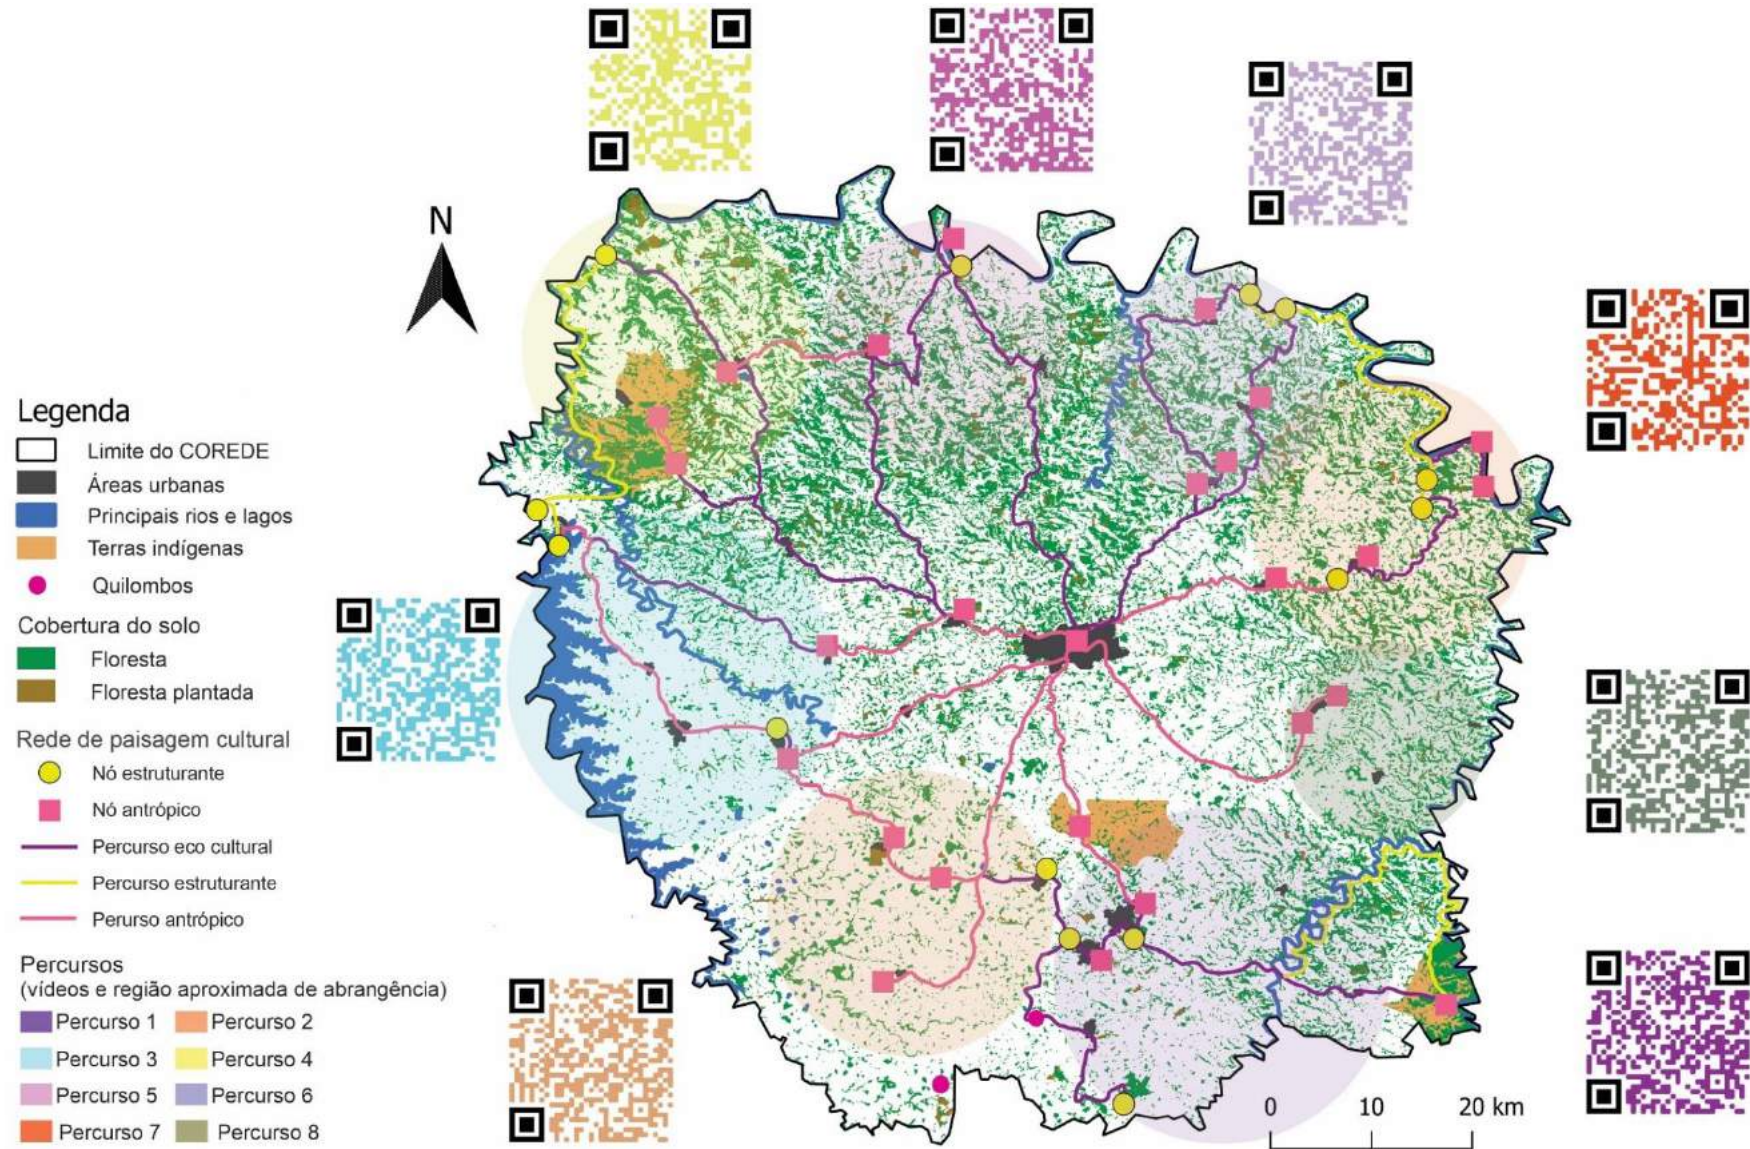 N
Legenda
Limite do COREDE
Áreas urbanas
Principais rios e lagos
Terras indígenas
Quilombos
Cobertura do solo
Floresta
Floresta plantada
Rede de paisagem cultural
Nó estruturante
Nó antrópico
Percurso eco cultural
Percurso estruturante
Perurso antrópico
Percursos
(vídeos e região aproximada de abrangência)
Percurso 1 Percurso 2
Percurso 3 Percurso 4
Percurso 5 Percurso 6
Percurso 7 Percurso 8
0 10 20 km